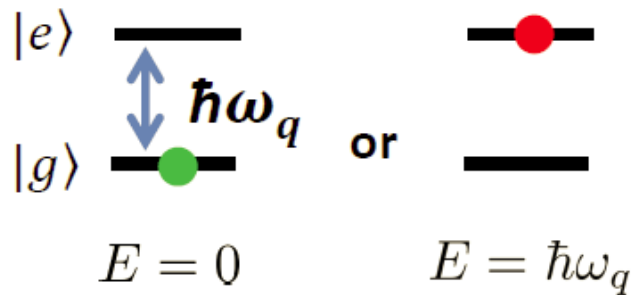 |e⟩
ħω_q
or
|g⟩
E = 0
E = ħω_q